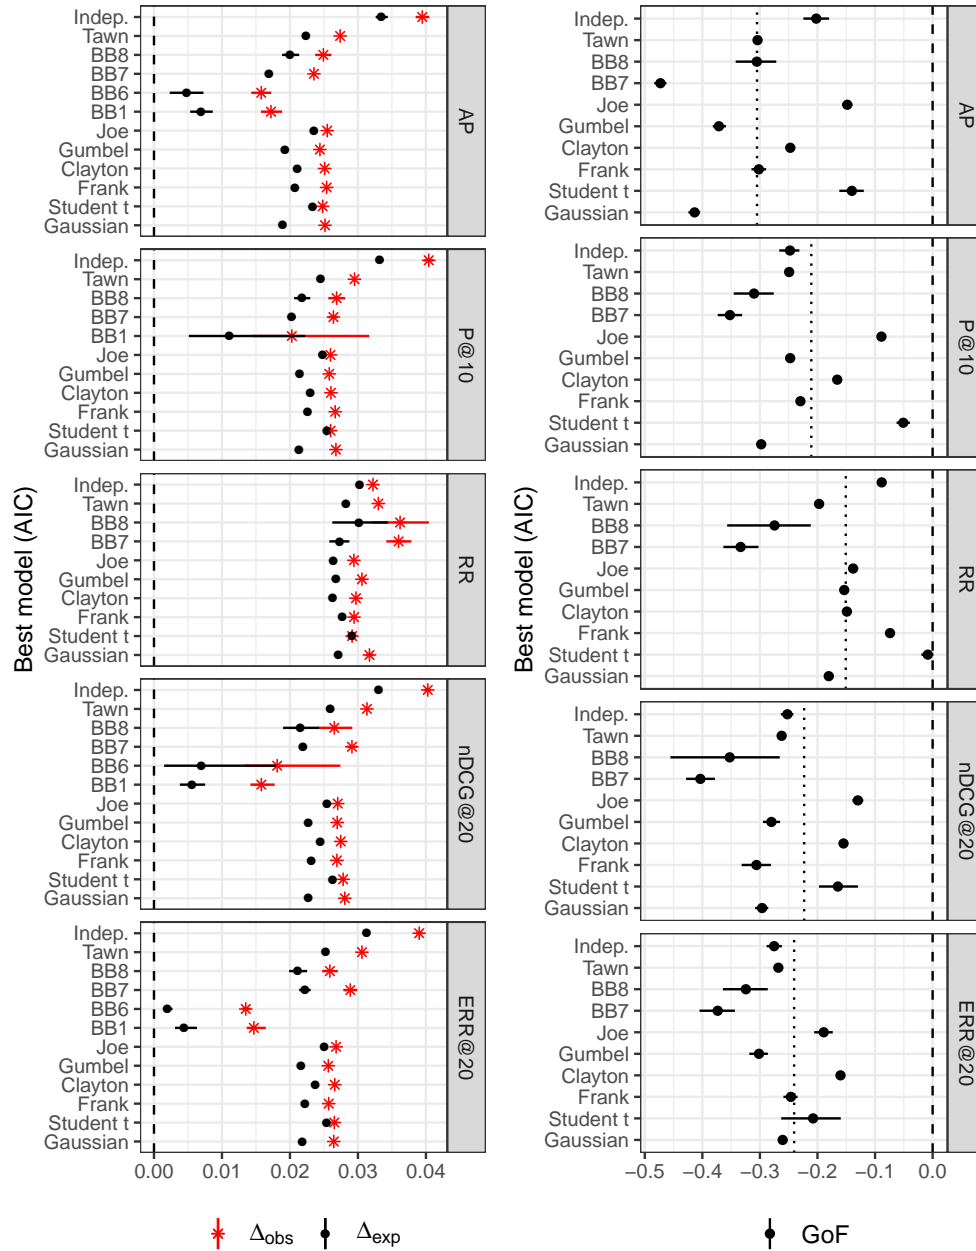 Best model (AIC)
Indep.
Tawn
BB8
BB7
BB6
BB1
Joe
Gumbel
Clayton
Frank
Student t
Gaussian
AP
Indep.
Tawn
BB8
BB7
BB1
Joe
Gumbel
Clayton
Frank
Student t
Gaussian
P@10
Indep.
Tawn
BB8
BB7
Joe
Gumbel
Clayton
Frank
Student t
Gaussian
RR
Indep.
Tawn
BB8
BB7
BB6
BB1
Joe
Gumbel
Clayton
Frank
Student t
Gaussian
nDCG@20
Indep.
Tawn
BB8
BB7
BB6
BB1
Joe
Gumbel
Clayton
Frank
Student t
Gaussian
ERR@20
0.00 0.01 0.02 0.03 0.04
Δobs Δexp
Best model (AIC)
Indep.
Tawn
BB8
BB7
Joe
Gumbel
Clayton
Frank
Student t
Gaussian
AP
Indep.
Tawn
BB8
BB7
Joe
Gumbel
Clayton
Frank
Student t
Gaussian
P@10
Indep.
Tawn
BB8
BB7
Joe
Gumbel
Clayton
Frank
Student t
Gaussian
RR
Indep.
Tawn
BB8
BB7
Joe
Gumbel
Clayton
Frank
Student t
Gaussian
nDCG@20
Indep.
Tawn
BB8
BB7
Joe
Gumbel
Clayton
Frank
Student t
Gaussian
ERR@20
−0.5 −0.4 −0.3 −0.2 −0.1 0.0
GoF